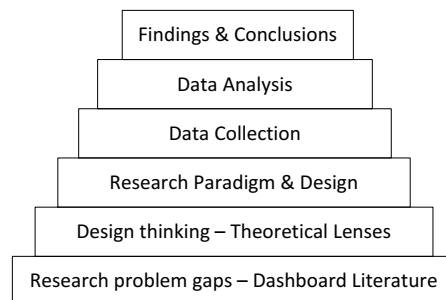 Findings & Conclusions
Data Analysis
Data Collection
Research Paradigm & Design
Design thinking – Theoretical Lenses
Research problem gaps – Dashboard Literature